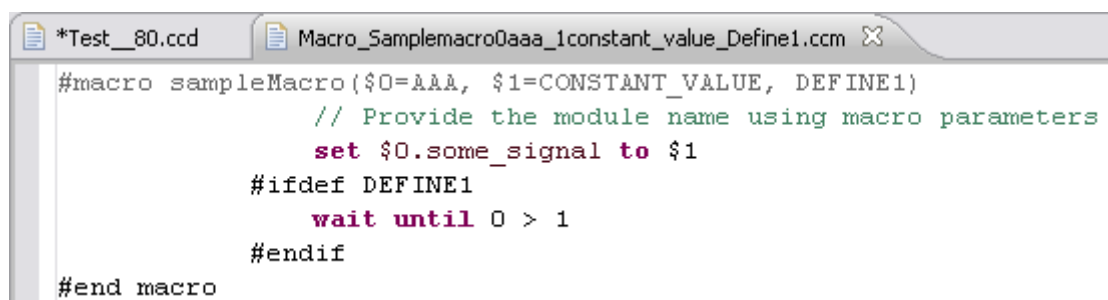 *Test__80.ccd Macro_Samplemacro0aaa_1constant_value_Define1.ccm
#macro sampleMacro($0=AAA, $1=CONSTANT_VALUE, DEFINE1)
// Provide the module name using macro parameters
set $0.some_signal to $1
#ifdef DEFINE1
wait until 0 > 1
#endif
#end macro